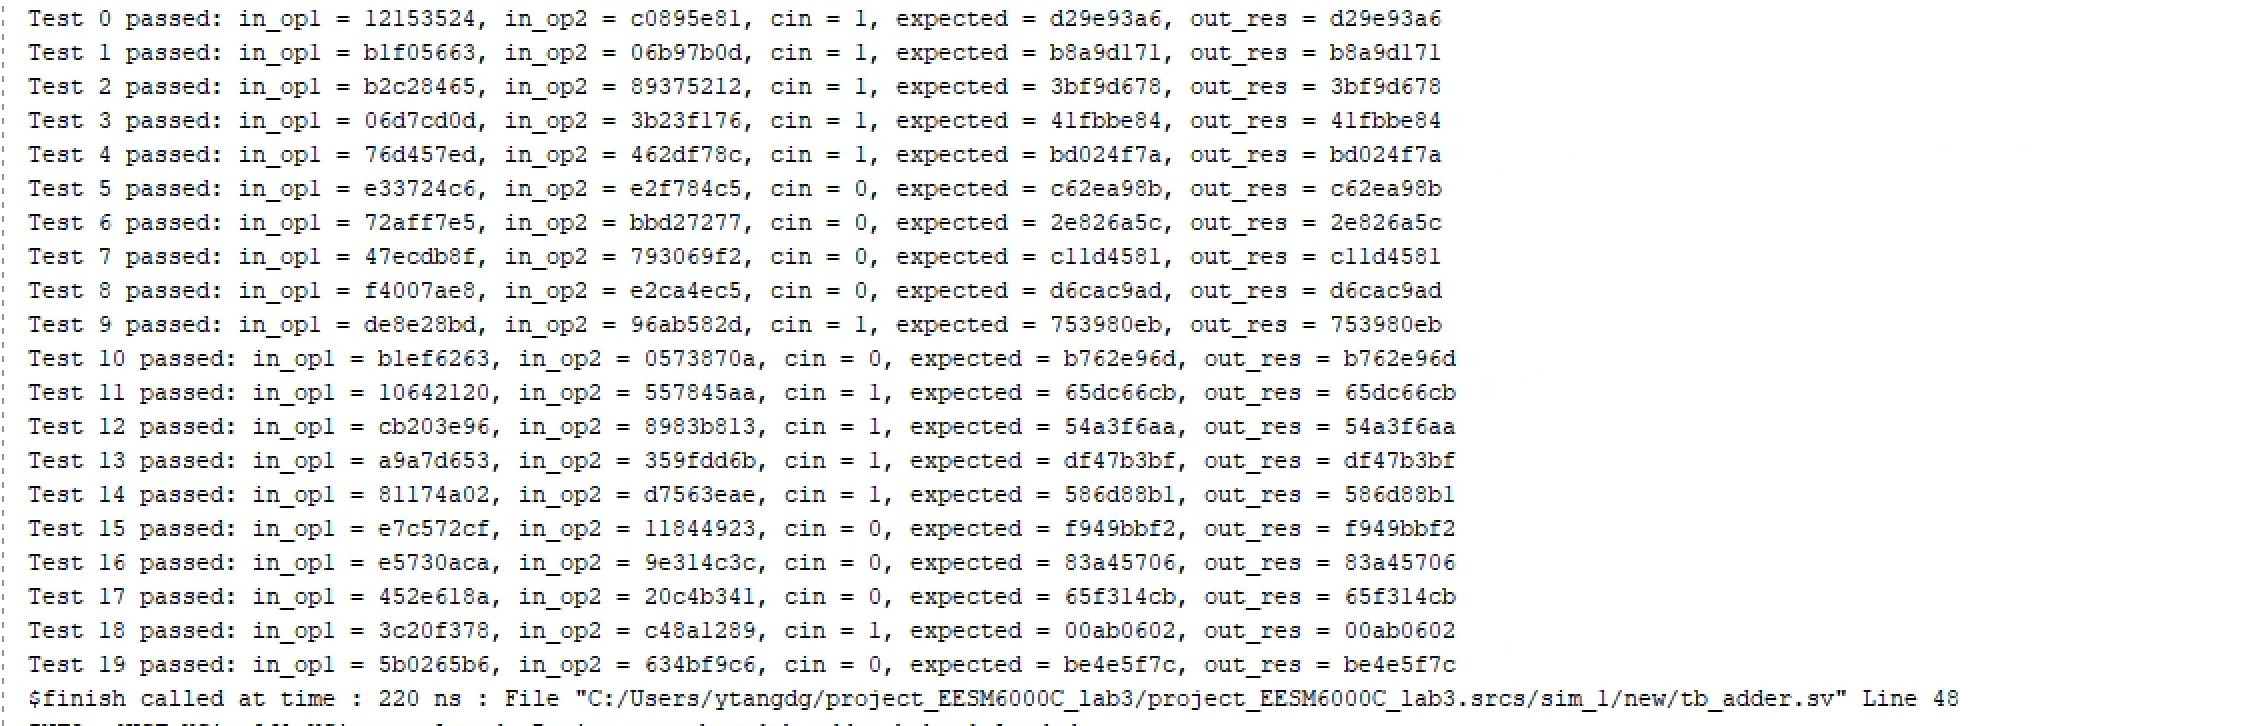 Test 0 passed: in_op1 = 12153524, in_op2 = c0895e81, cin = 1, expected = d29e93a6, out_res = d29e93a6
Test 1 passed: in_op1 = b1f05663, in_op2 = 06b97b0d, cin = 1, expected = b8a9d171, out_res = b8a9d171
Test 2 passed: in_op1 = b2c28465, in_op2 = 89375212, cin = 1, expected = 3bf9d678, out_res = 3bf9d678
Test 3 passed: in_op1 = 06d7cd0d, in_op2 = 3b23f176, cin = 1, expected = 41fbbe84, out_res = 41fbbe84
Test 4 passed: in_op1 = 76d457ed, in_op2 = 462df78c, cin = 1, expected = bd024f7a, out_res = bd024f7a
Test 5 passed: in_op1 = e33724c6, in_op2 = e2f784c5, cin = 0, expected = c62ea98b, out_res = c62ea98b
Test 6 passed: in_op1 = 72aff7e5, in_op2 = bbd27277, cin = 0, expected = 2e826a5c, out_res = 2e826a5c
Test 7 passed: in_op1 = 47ecdb8f, in_op2 = 793069f2, cin = 0, expected = c11d4581, out_res = c11d4581
Test 8 passed: in_op1 = f4007ae8, in_op2 = e2ca4ec5, cin = 0, expected = d6cac9ad, out_res = d6cac9ad
Test 9 passed: in_op1 = de8e28bd, in_op2 = 96ab582d, cin = 1, expected = 753980eb, out_res = 753980eb
Test 10 passed: in_op1 = b1ef6263, in_op2 = 0573870a, cin = 0, expected = b762e96d, out_res = b762e96d
Test 11 passed: in_op1 = 10642120, in_op2 = 557845aa, cin = 1, expected = 65dc66cb, out_res = 65dc66cb
Test 12 passed: in_op1 = cb203e96, in_op2 = 8983b813, cin = 1, expected = 54a3f6aa, out_res = 54a3f6aa
Test 13 passed: in_op1 = a9a7d653, in_op2 = 359fdd6b, cin = 1, expected = df47b3bf, out_res = df47b3bf
Test 14 passed: in_op1 = 81174a02, in_op2 = d7563eae, cin = 1, expected = 586d88b1, out_res = 586d88b1
Test 15 passed: in_op1 = e7c572cf, in_op2 = 11844923, cin = 0, expected = f949bbf2, out_res = f949bbf2
Test 16 passed: in_op1 = e5730aca, in_op2 = 9e314c3c, cin = 0, expected = 83a45706, out_res = 83a45706
Test 17 passed: in_op1 = 452e618a, in_op2 = 20c4b341, cin = 0, expected = 65f314cb, out_res = 65f314cb
Test 18 passed: in_op1 = 3c20f378, in_op2 = c48a1289, cin = 1, expected = 00ab0602, out_res = 00ab0602
Test 19 passed: in_op1 = 5b0265b6, in_op2 = 634bf9c6, cin = 0, expected = be4e5f7c, out_res = be4e5f7c
$finish called at time : 220 ns : File "C:/Users/ytangdg/project_EESM6000C_lab3/project_EESM6000C_lab3.srcs/sim_1/new/tb_adder.sv" Line 48